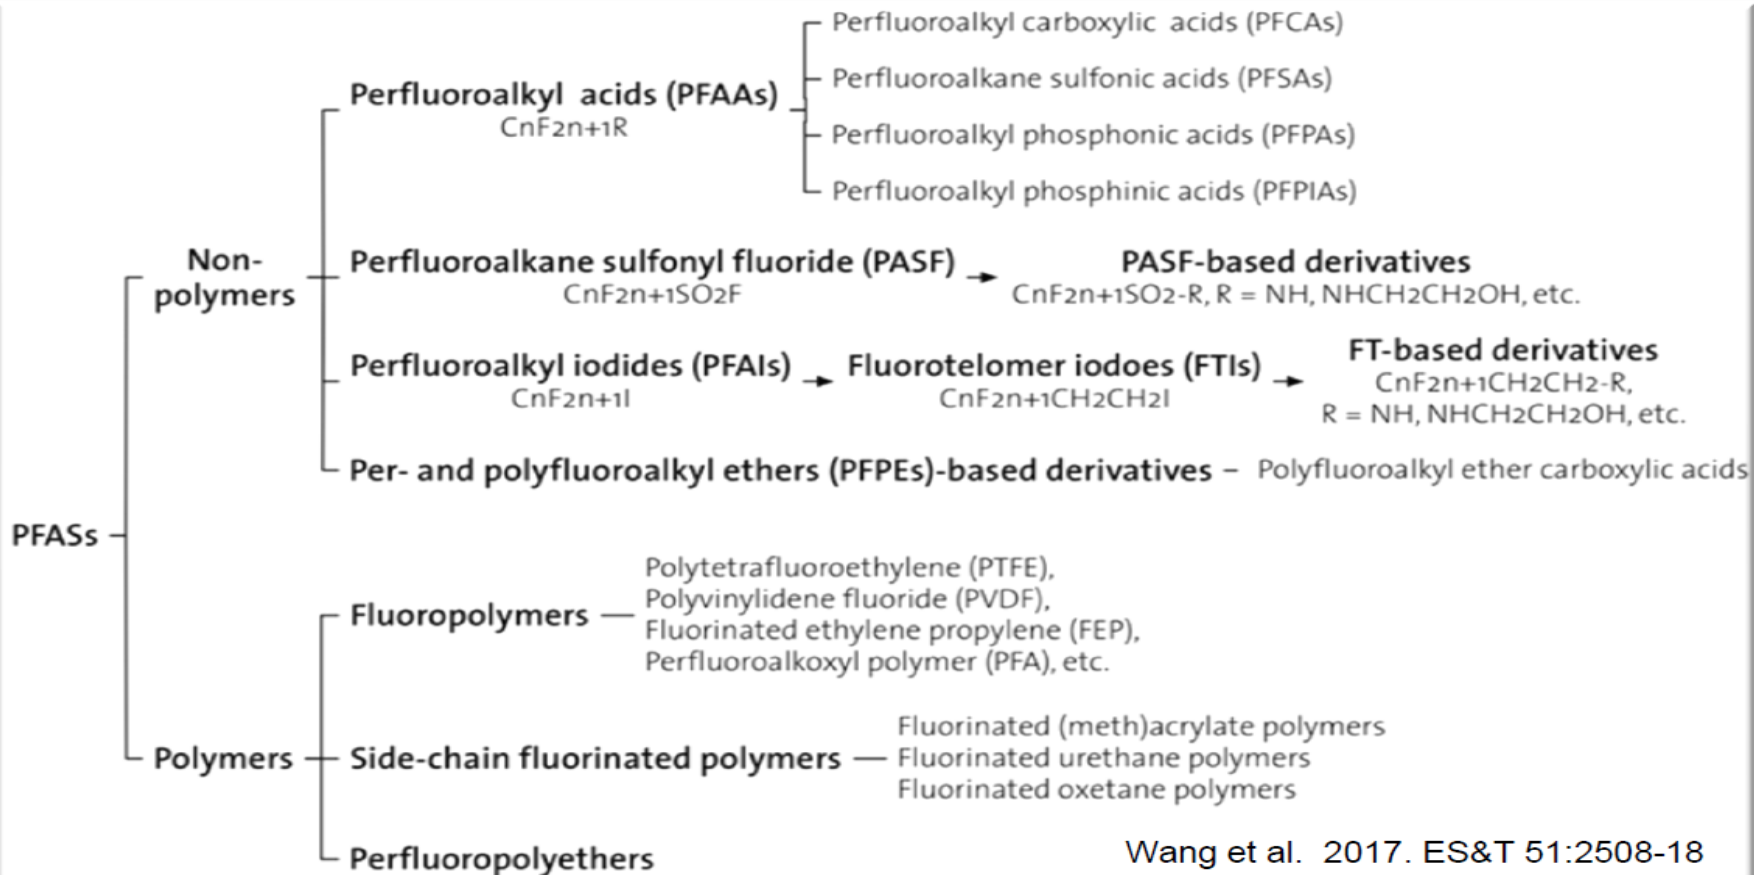 Perfluoroalkyl carboxylic acids (PFCAs)
Perfluoroalkane sulfonic acids (PFSAs)
Perfluoroalkyl acids (PFAAs)
CnF2n+1R
Perfluoroalkyl phosphonic acids (PFPAs)
Perfluoroalkyl phosphinic acids (PFPIAs)
Non-
polymers
Perfluoroalkane sulfonyl fluoride (PASF)
CnF2n+1SO2F
PASF-based derivatives
CnF2n+1SO2-R, R = NH, NHCH2CH2OH, etc.
Perfluoroalkyl iodides (PFAIs)
CnF2n+1I
Fluorotelomer iodoes (FTIs)
CnF2n+1CH2CH2I
FT-based derivatives
CnF2n+1CH2CH2-R,
R = NH, NHCH2CH2OH, etc.
Per- and polyfluoroalkyl ethers (PFPEs)-based derivatives – Polyfluoroalkyl ether carboxylic acids
PFASs
Fluoropolymers
Polytetrafluoroethylene (PTFE),
Polyvinylidene fluoride (PVDF),
Fluorinated ethylene propylene (FEP),
Perfluoroalkoxyl polymer (PFA), etc.
Polymers
Side-chain fluorinated polymers
Fluorinated (meth)acrylate polymers
Fluorinated urethane polymers
Fluorinated oxetane polymers
Perfluoropolyethers
Wang et al. 2017. ES&T 51:2508-18